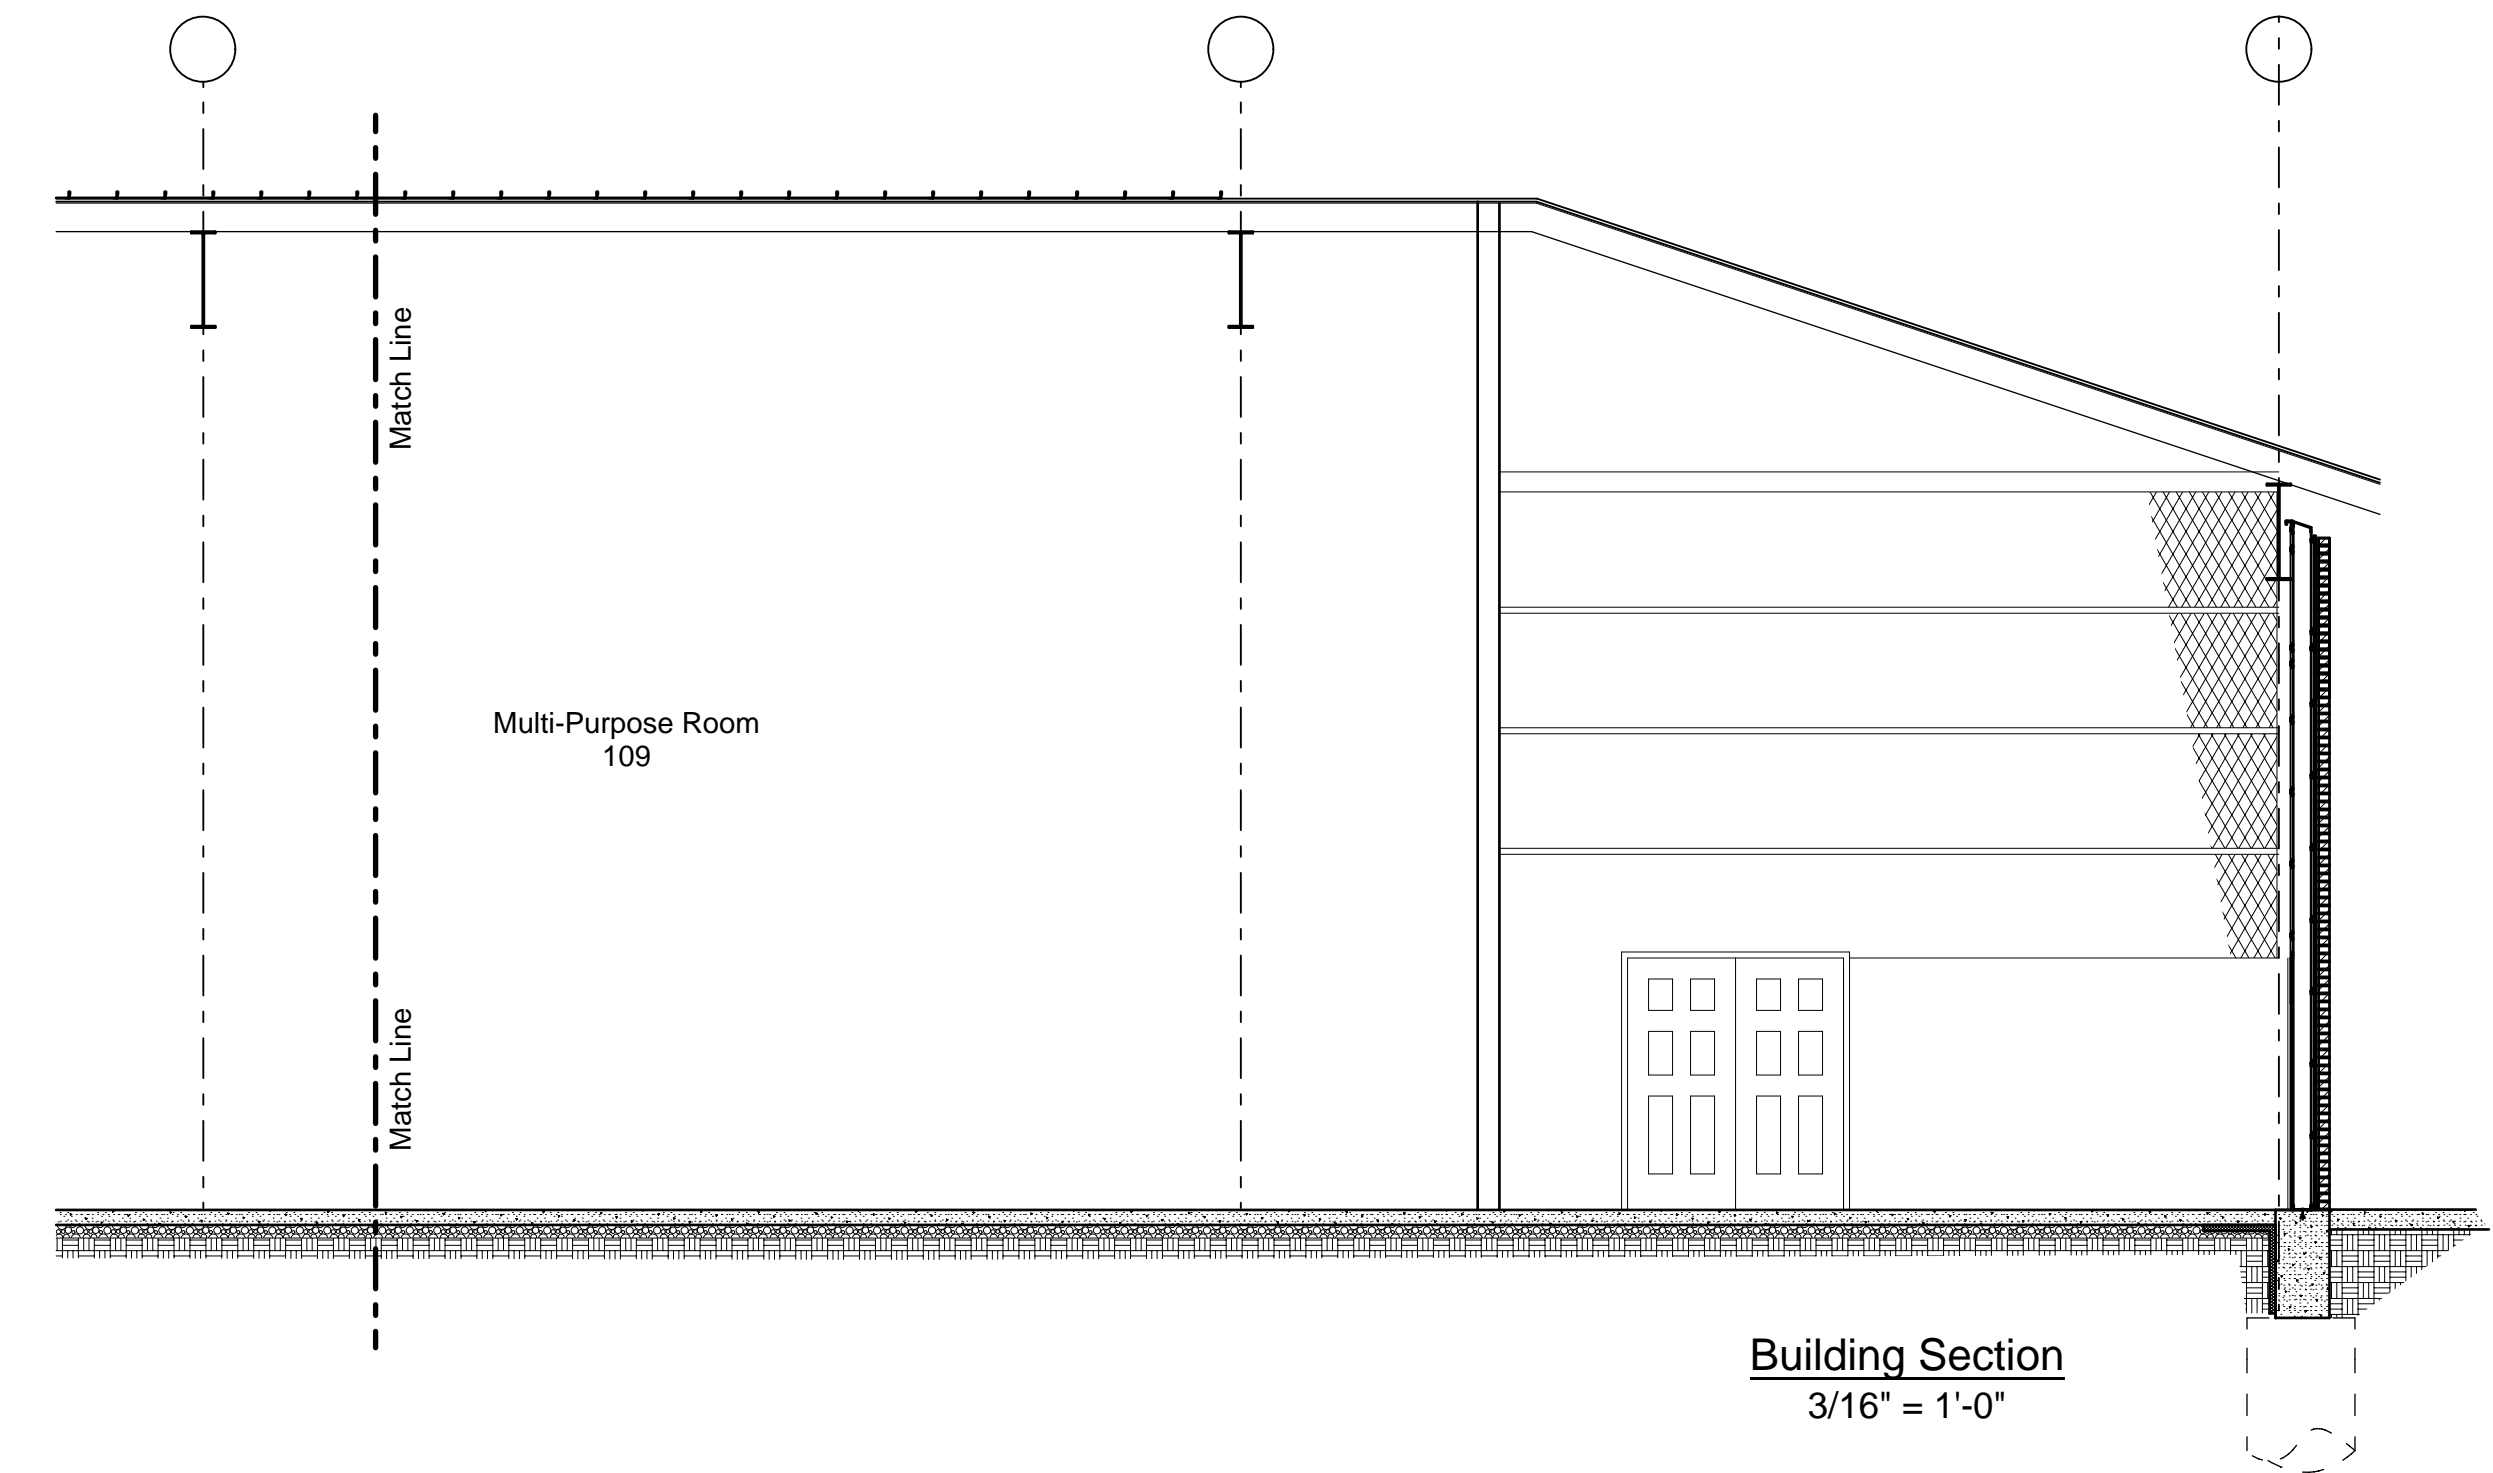 Match Line
Multi-Purpose Room
109
Match Line
Building Section
3/16" = 1'-0"